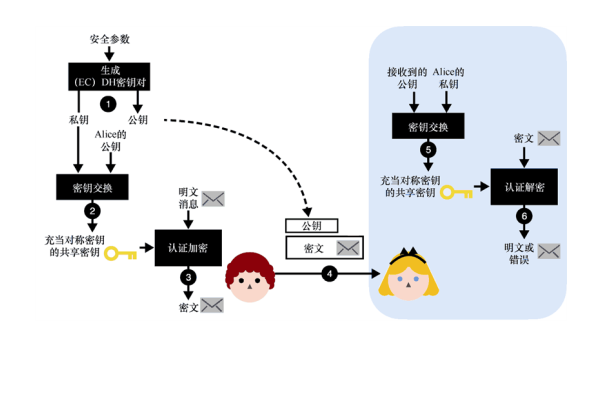 安全参数
生成
（EC）DH密钥对
1
私钥
公钥
Alice的
公钥
密钥交换
2
充当对称密钥
的共享密钥
明文
消息
认证加密
3
密文
公钥
密文
4
接收到的
公钥
Alice的
私钥
密钥交换
5
充当对称密钥
的共享密钥
密文
认证解密
6
明文或
错误